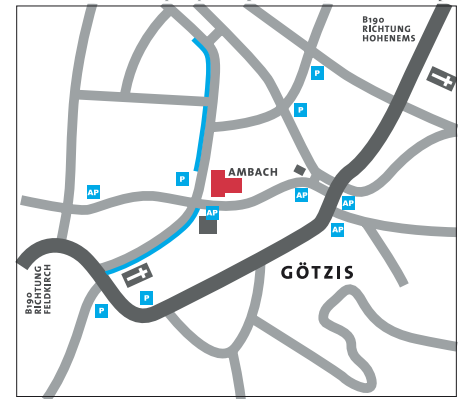 B190
RICHTUNG
HOHENEMS
P
P
AMBACH
P
AP
AP
AP
AP
AP
GÖTZIS
B190
RICHTUNG
FELDKIRCH
P
P